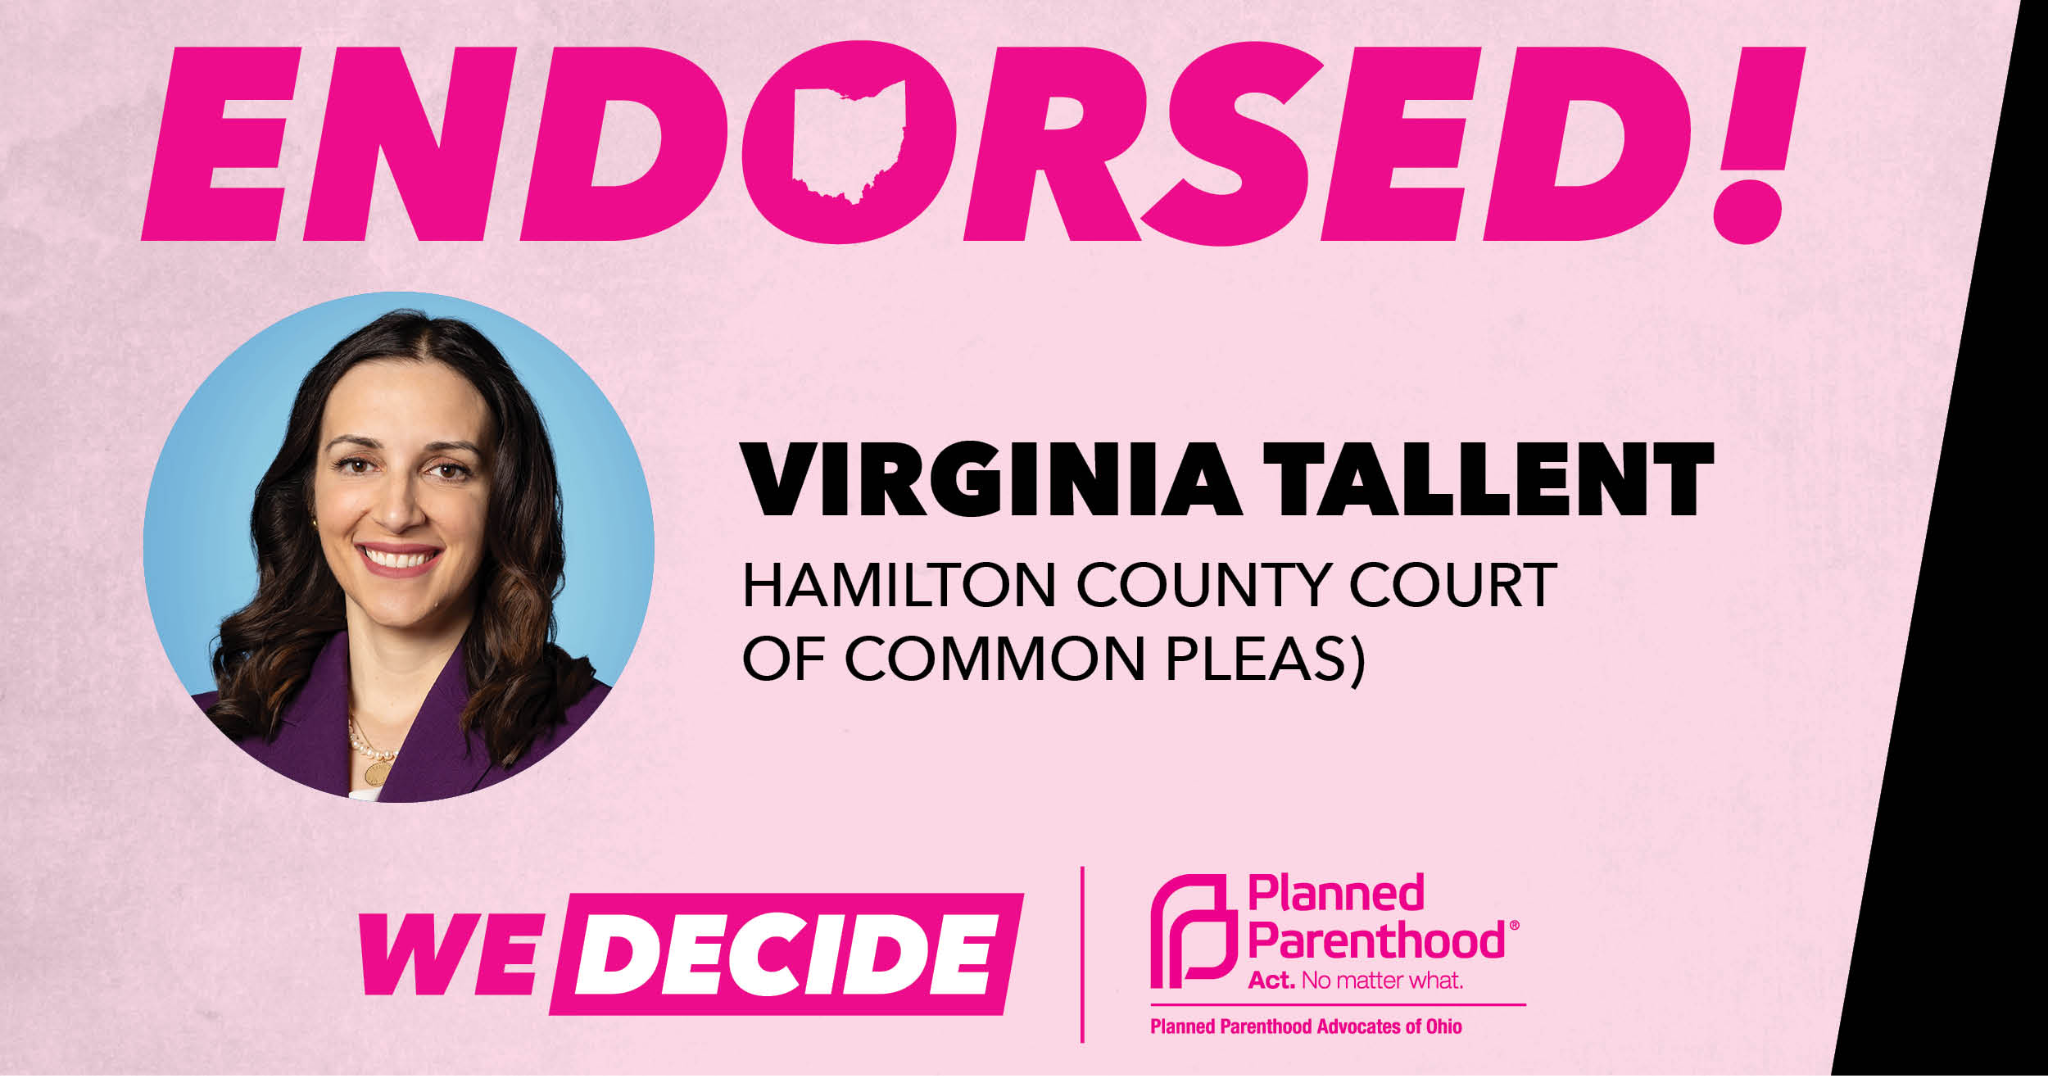 ENDORSED!
VIRGINIA TALLENT
HAMILTON COUNTY COURT
OF COMMON PLEAS)
WE DECIDE
Planned
Parenthood®
Act. No matter what.
Planned Parenthood Advocates of Ohio